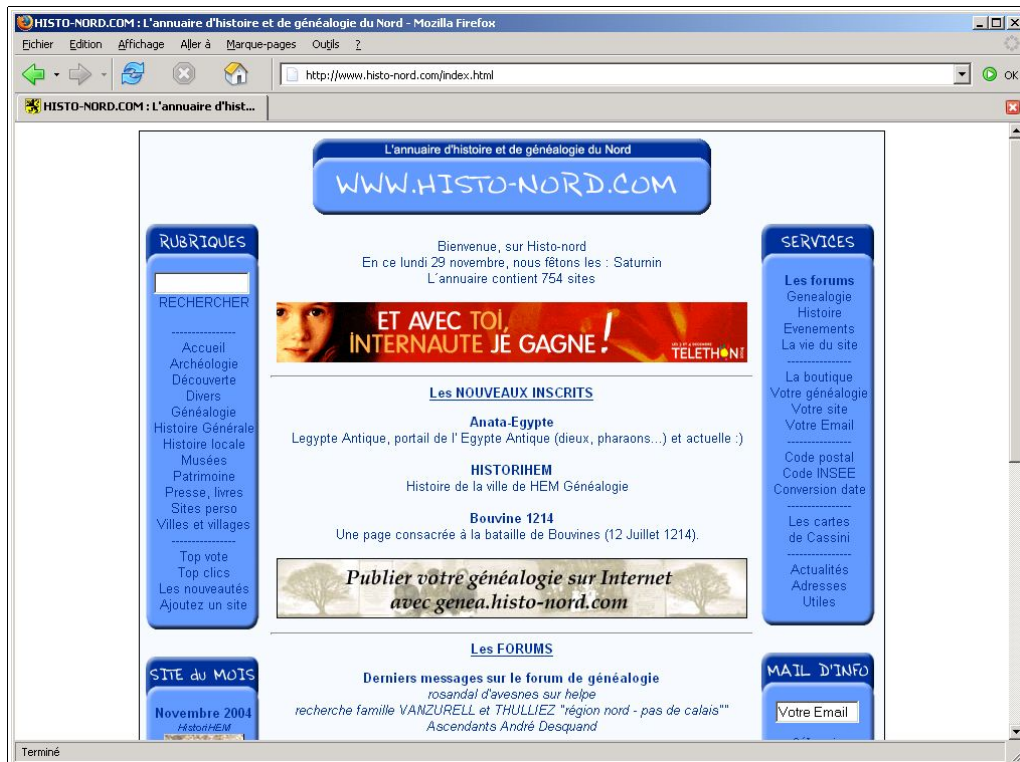 HISTO-NORD.COM : L'annuaire d'histoire et de généalogie du Nord - Mozilla Firefox
Fichier Edition Affichage Aller à Marque-pages Outils ?
http://www.histo-nord.com/index.html OK
HISTO-NORD.COM : L'annuaire d'hist...
L'annuaire d'histoire et de généalogie du Nord
WWW.HISTO-NORD.COM
RUBRIQUES
RECHERCHER
----------------
Accueil
Archéologie
Découverte
Divers
Généalogie
Histoire Générale
Histoire locale
Musées
Patrimoine
Presse, livres
Sites perso
Villes et villages
----------------
Top vote
Top clics
Les nouveautés
Ajoutez un site
SITE du MOIS
Novembre 2004
HistoriHEM
Bienvenue, sur Histo-nord
En ce lundi 29 novembre, nous fêtons les : Saturnin
L´annuaire contient 754 sites
ET AVEC TOI,
INTERNAUTE JE GAGNE !
TELETHON
Les NOUVEAUX INSCRITS
Anata-Egypte
Legypte Antique, portail de l' Egypte Antique (dieux, pharaons...) et actuelle :)
HISTORIHEM
Histoire de la ville de HEM Généalogie
Bouvine 1214
Une page consacrée à la bataille de Bouvines (12 Juillet 1214).
Publier votre généalogie sur Internet
avec genea.histo-nord.com
Les FORUMS
Derniers messages sur le forum de généalogie
rosandal d'avesnes sur helpe
recherche famille VANZURELL et THULLIEZ "région nord - pas de calais""
Ascendants André Desquand
SERVICES
Les forums
Genealogie
Histoire
Evenements
La vie du site
----------------
La boutique
Votre généalogie
Votre site
Votre Email
----------------
Code postal
Code INSEE
Conversion date
----------------
Les cartes
de Cassini
----------------
Actualités
Adresses
Utiles
MAIL D'INFO
Votre Email
Terminé